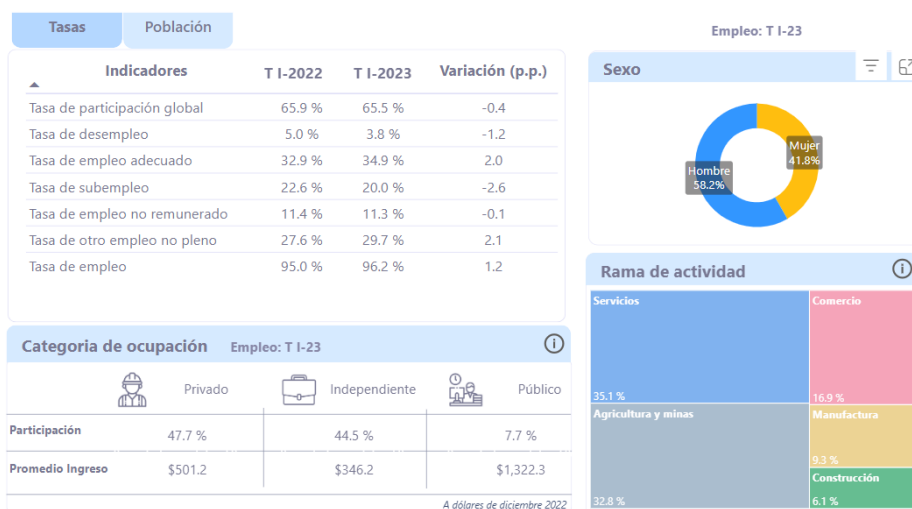 Tasas
Población
Indicadores T I-2022 T I-2023 Variación (p.p.)
Tasa de participación global 65.9 % 65.5 % -0.4
Tasa de desempleo 5.0 % 3.8 % -1.2
Tasa de empleo adecuado 32.9 % 34.9 % 2.0
Tasa de subempleo 22.6 % 20.0 % -2.6
Tasa de empleo no remunerado 11.4 % 11.3 % -0.1
Tasa de otro empleo no pleno 27.6 % 29.7 % 2.1
Tasa de empleo 95.0 % 96.2 % 1.2
Categoria de ocupación Empleo: T I-23
Privado Independiente Público
Participación 47.7 % 44.5 % 7.7 %
Promedio Ingreso $501.2 $346.2 $1,322.3
A dólares de diciembre 2022
Empleo: T I-23
Sexo
Mujer
41.8%
Hombre
58.2%
Rama de actividad
Servicios
35.1 %
Comercio
16.9 %
Agricultura y minas
32.8 %
Manufactura
9.3 %
Construcción
6.1 %